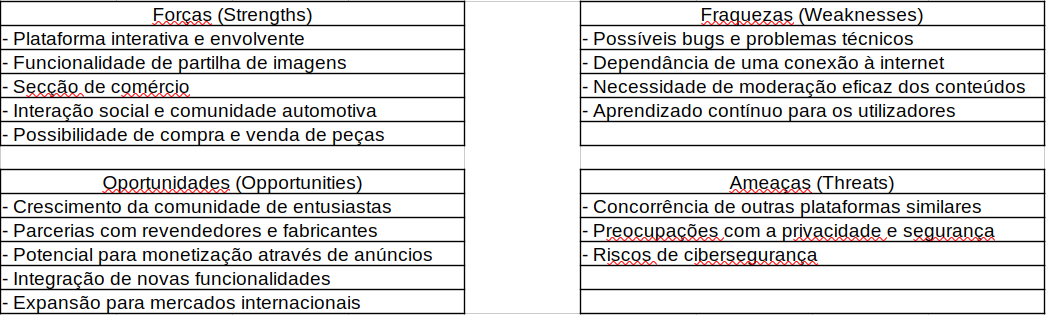 Forças (Strengths)
- Plataforma interativa e envolvente
- Funcionalidade de partilha de imagens
- Secção de comércio
- Interação social e comunidade automotiva
- Possibilidade de compra e venda de peças
Fraquezas (Weaknesses)
- Possíveis bugs e problemas técnicos
- Dependância de uma conexão à internet
- Necessidade de moderação eficaz dos conteúdos
- Aprendizado contínuo para os utilizadores
Oportunidades (Opportunities)
- Crescimento da comunidade de entusiastas
- Parcerias com revendedores e fabricantes
- Potencial para monetização através de anúncios
- Integração de novas funcionalidades
- Expansão para mercados internacionais
Ameaças (Threats)
- Concorrência de outras plataformas similares
- Preocupações com a privacidade e segurança
- Riscos de cibersegurança